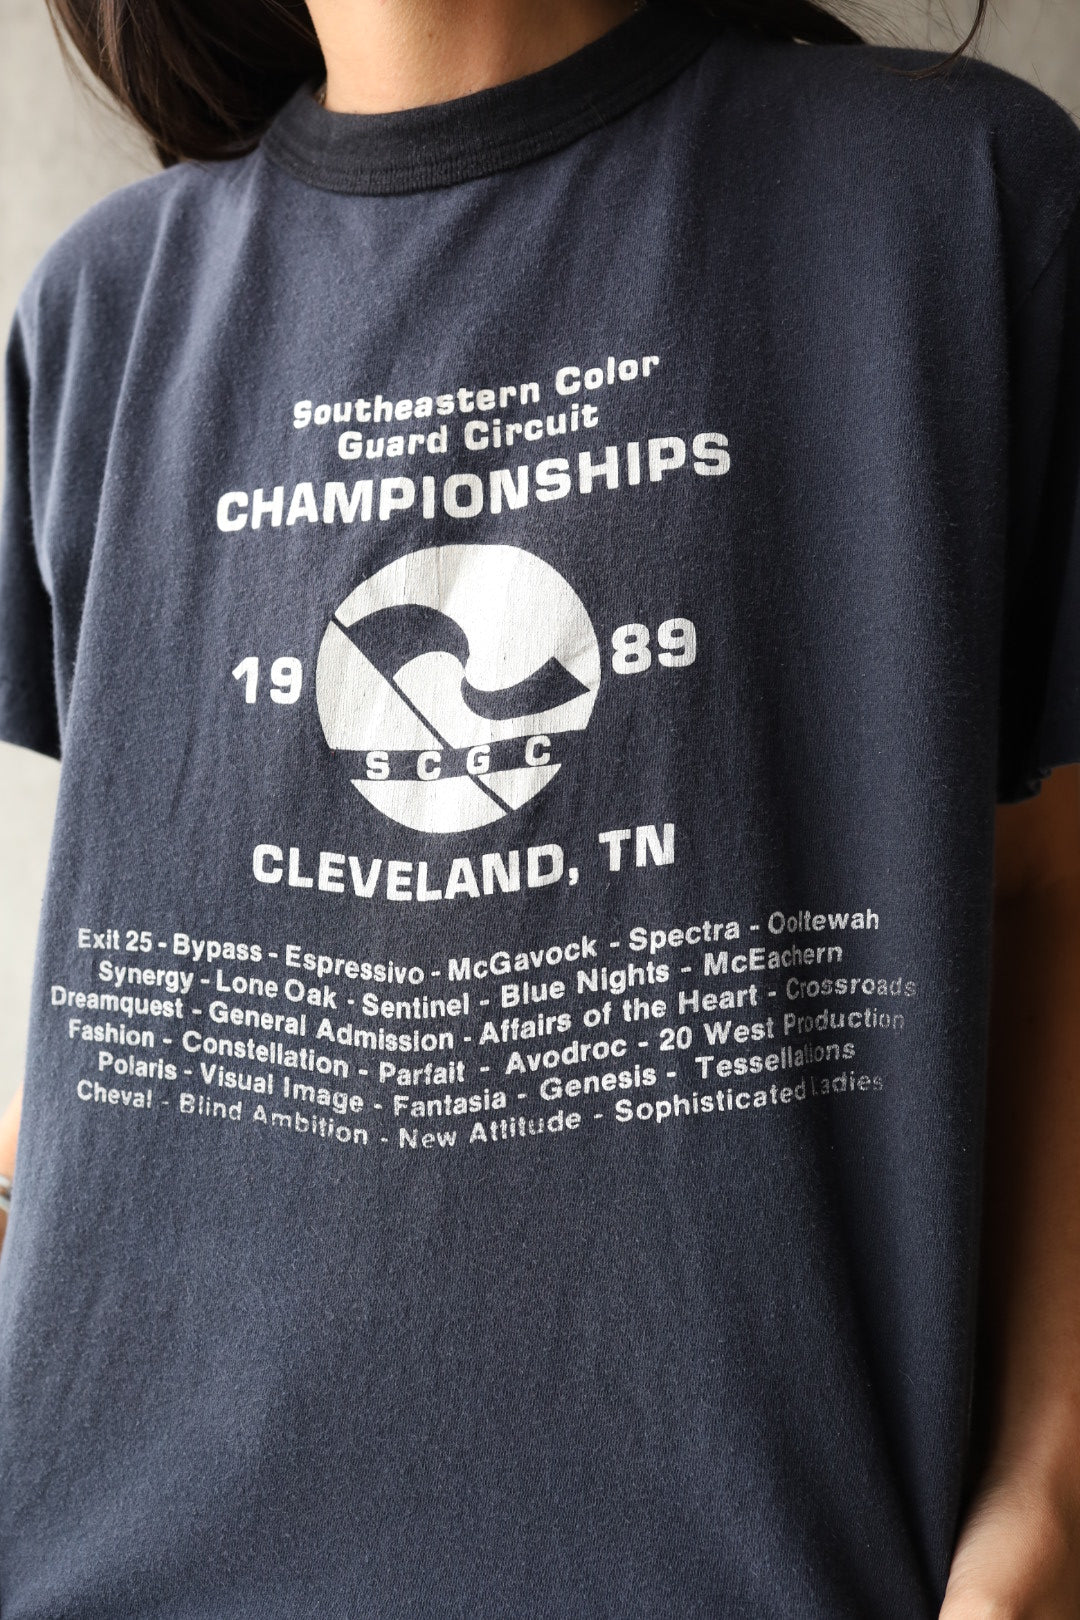 Southeastern Color
Guard Circuit
CHAMPIONSHIPS
19 89
S C G C
CLEVELAND, TN
Exit 25 - Bypass - Espressivo - McGavock - Spectra - Ooltewah
Synergy - Lone Oak - Sentinel - Blue Nights - McEachern
Dreamquest - General Admission - Affairs of the Heart - Crossroads
Fashion - Constellation - Parfait - Avodroc - 20 West Production
Polaris - Visual Image - Fantasia - Genesis - Tessellations
Cheval - Blind Ambition - New Attitude - Sophisticated Ladies